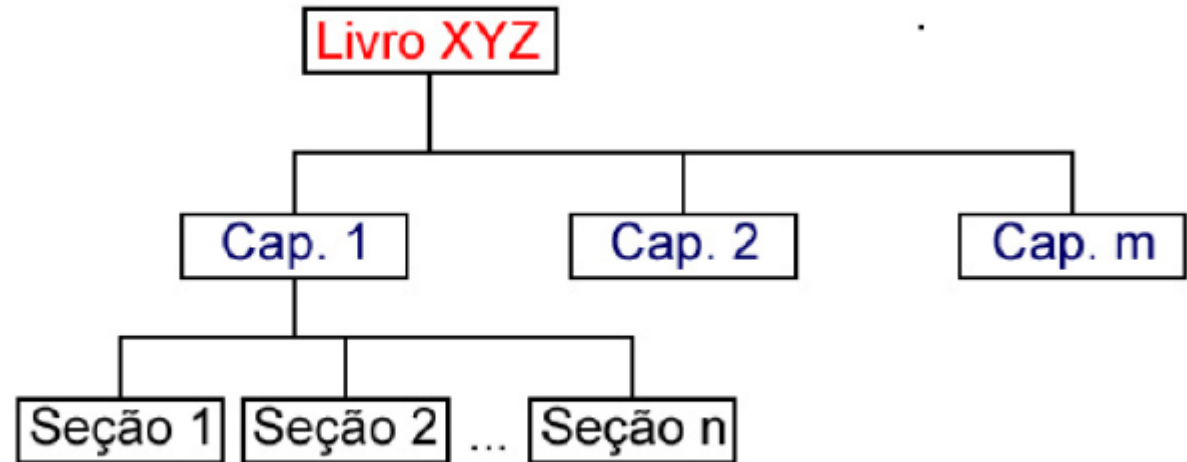 Livro XYZ
Cap. 1 Cap. 2 Cap. m
Seção 1 Seção 2 ... Seção n